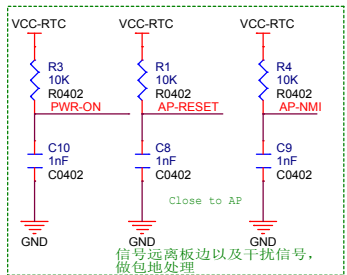 VCC-RTC VCC-RTC VCC-RTC
R3 R1 R4
10K 10K 10K
R0402 R0402 R0402
PWR-ON AP-RESET AP-NMI
C10 C8 C9
1nF 1nF 1nF
C0402 C0402 C0402
Close to AP
GND GND GND
信号远离板边以及干扰信号，
做包地处理